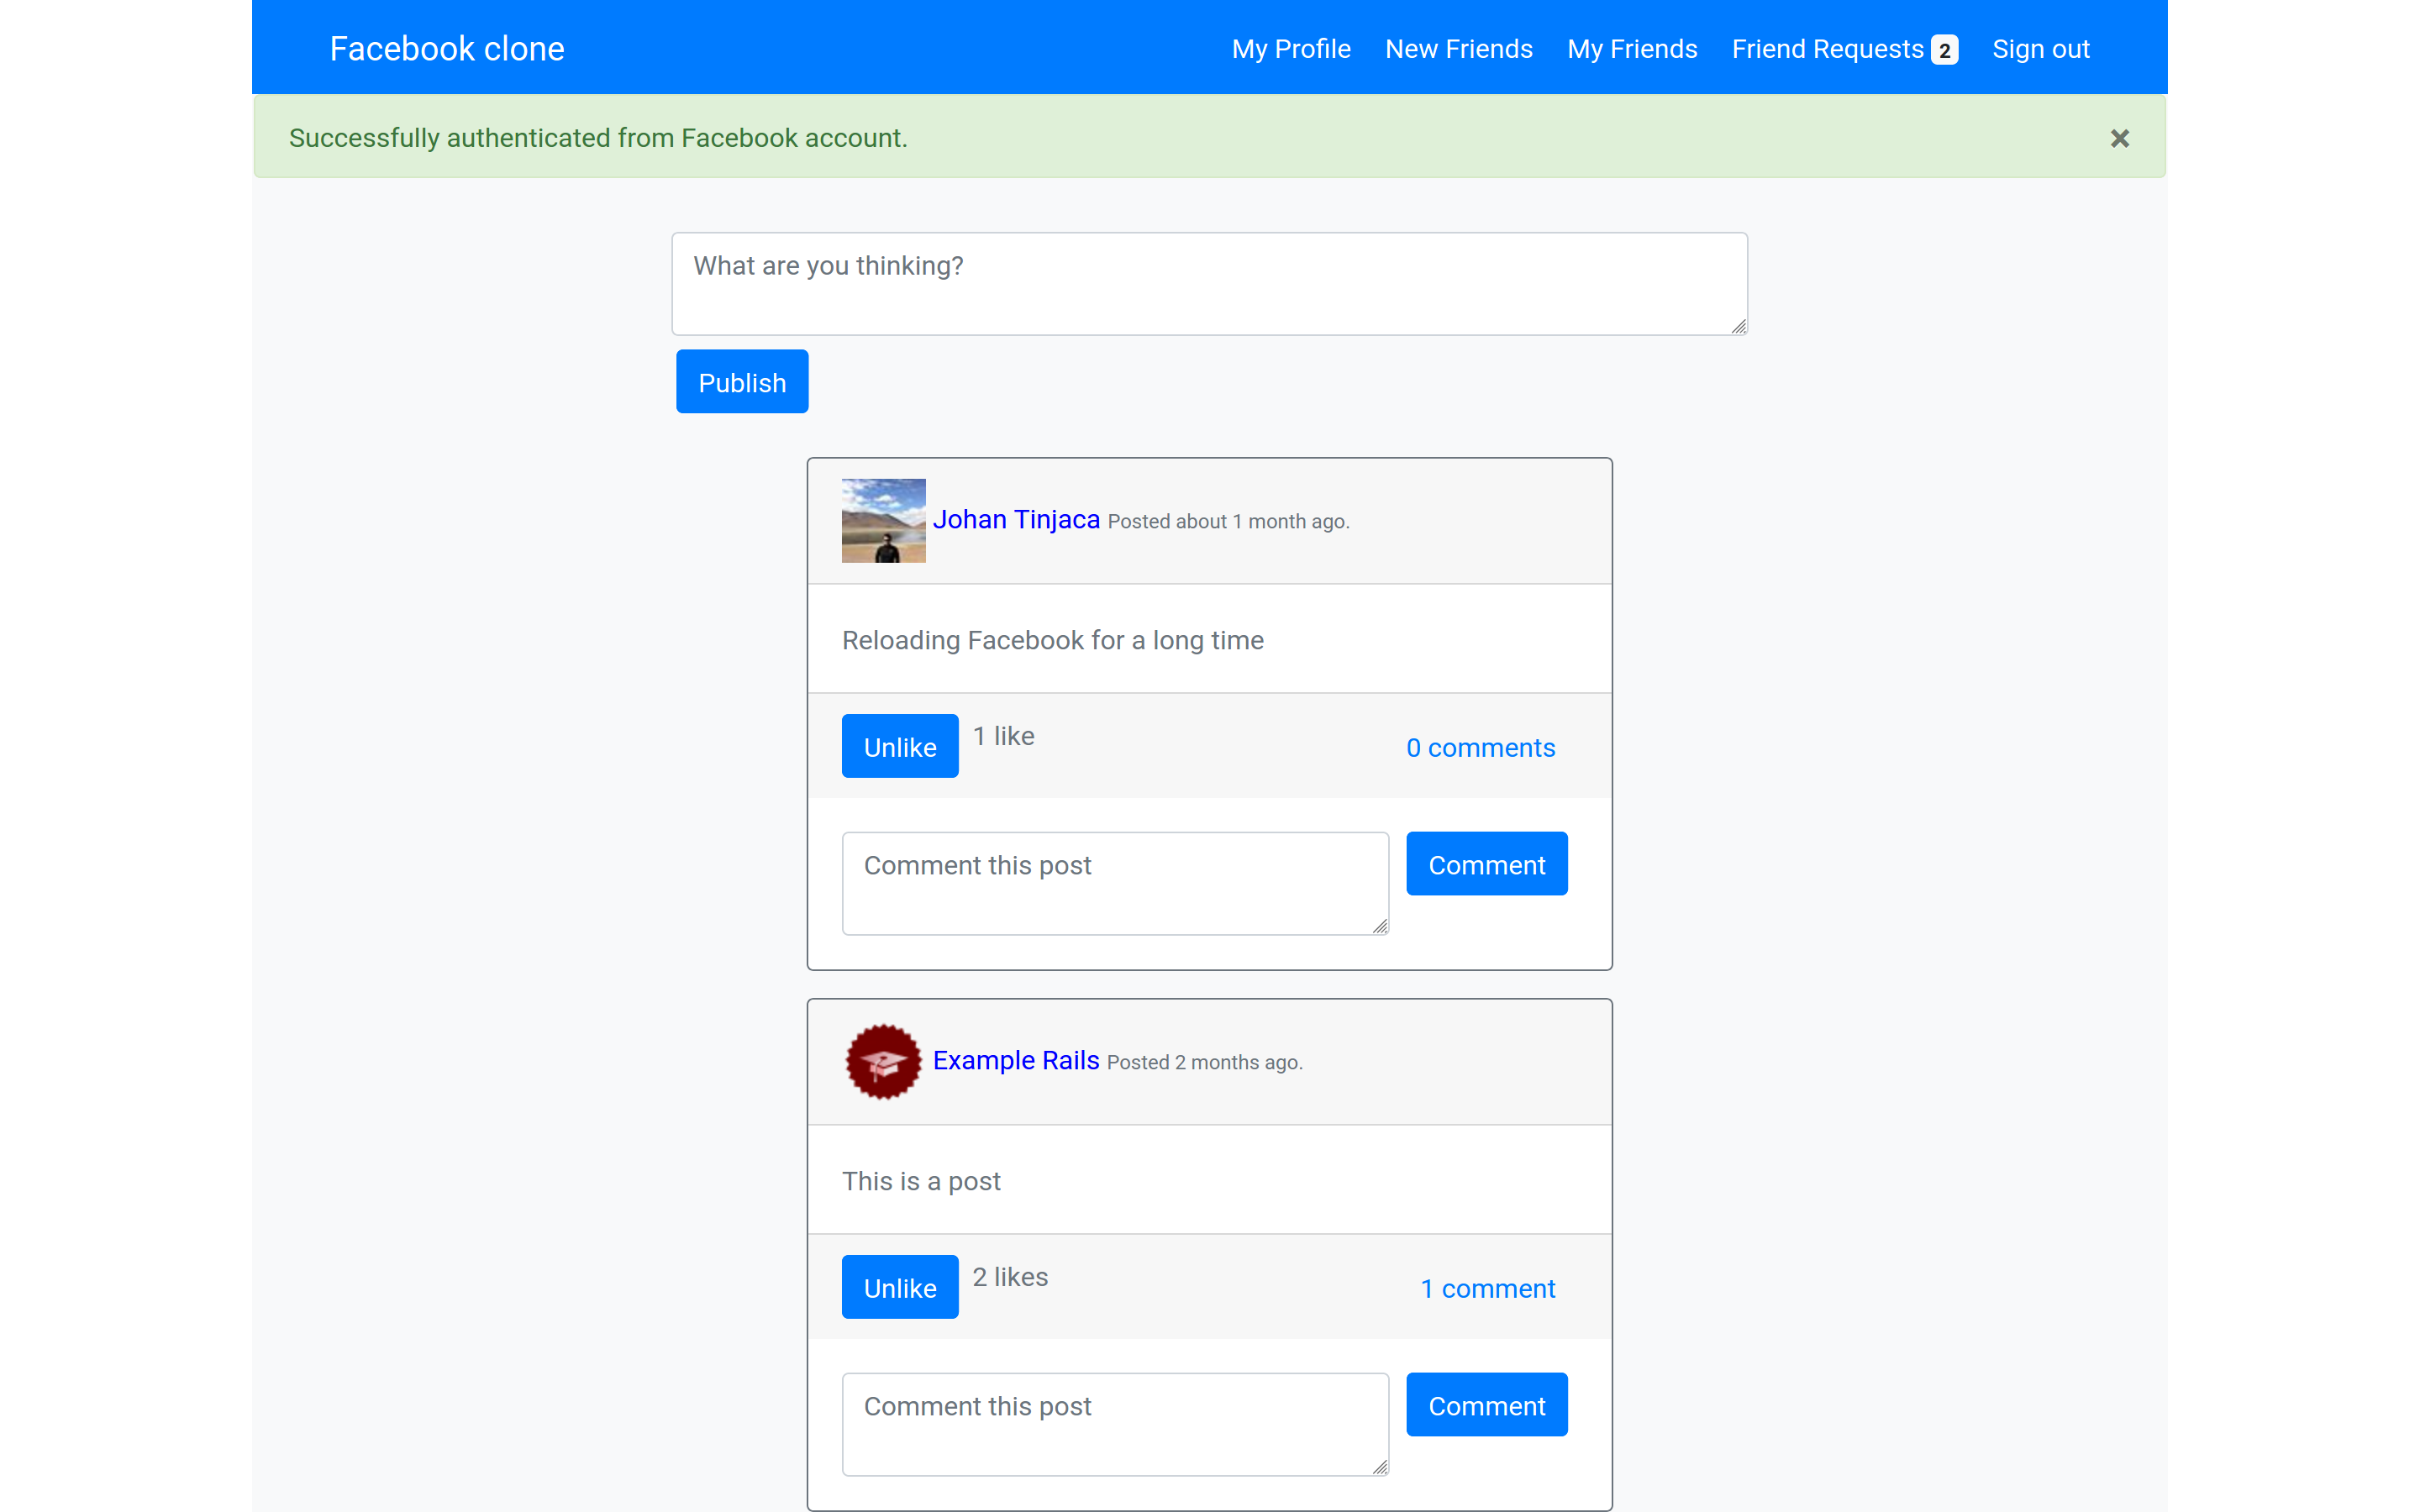 Facebook clone My Profile New Friends My Friends Friend Requests 2 Sign out
Successfully authenticated from Facebook account. ×
What are you thinking?
Publish
Johan Tinjaca Posted about 1 month ago.
Reloading Facebook for a long time
Unlike 1 like 0 comments
Comment this post Comment
Example Rails Posted 2 months ago.
This is a post
Unlike 2 likes 1 comment
Comment this post Comment